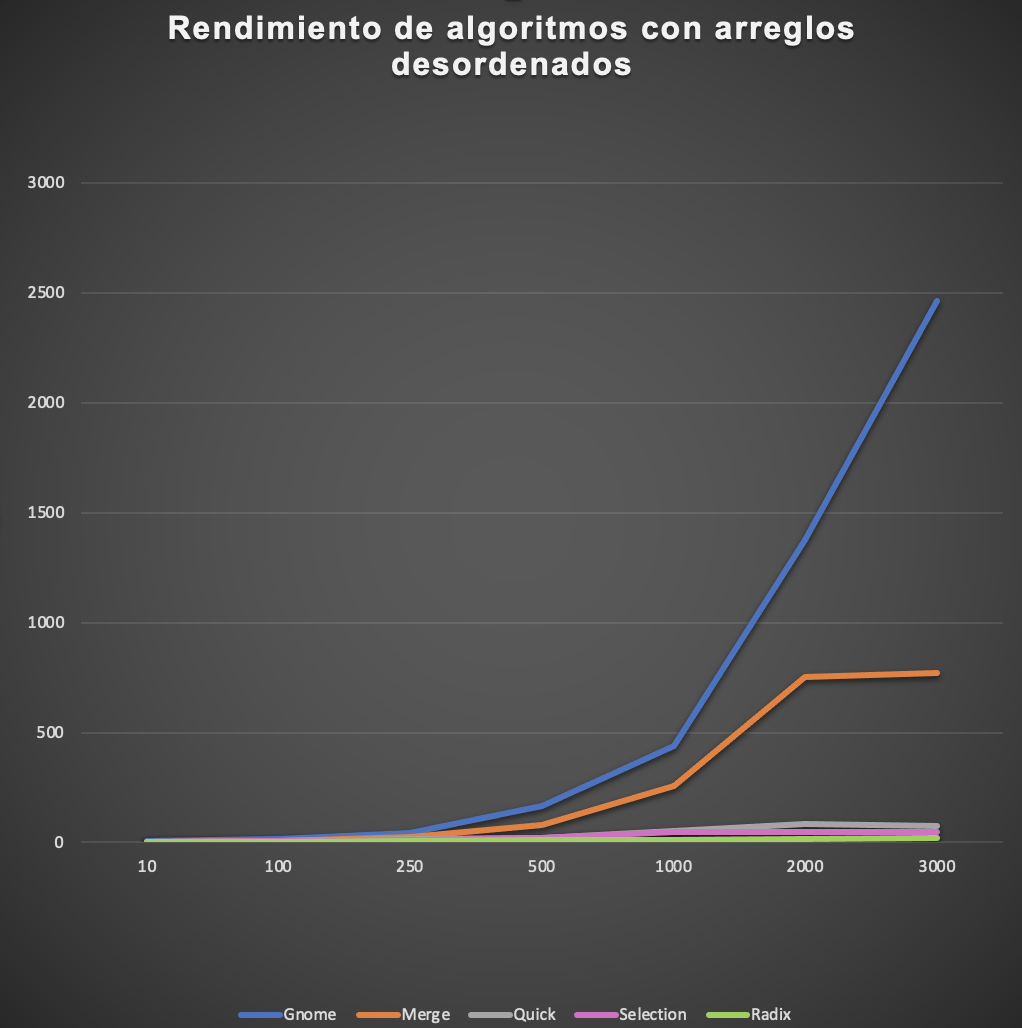 Rendimiento de algoritmos con arreglos
desordenados
3000
2500
2000
1500
1000
500
0
10 100 250 500 1000 2000 3000
Gnome Merge Quick Selection Radix